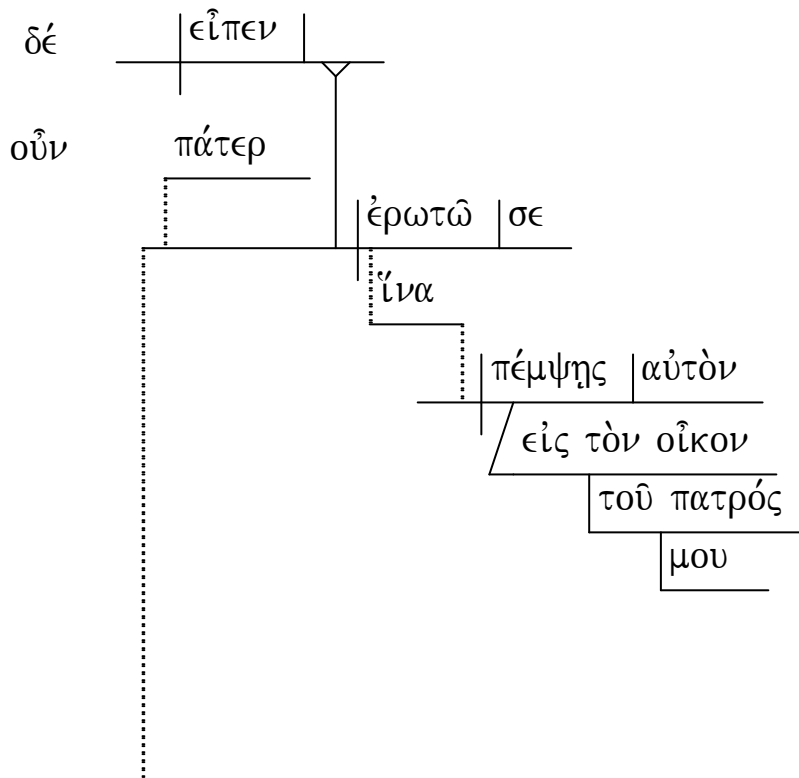 δέ εἶπεν
οὖν πάτερ
ἐρωτῶ σε
ἵνα
πέμψῃς αὐτὸν
εἰς τὸν οἶκον
τοῦ πατρός
μου